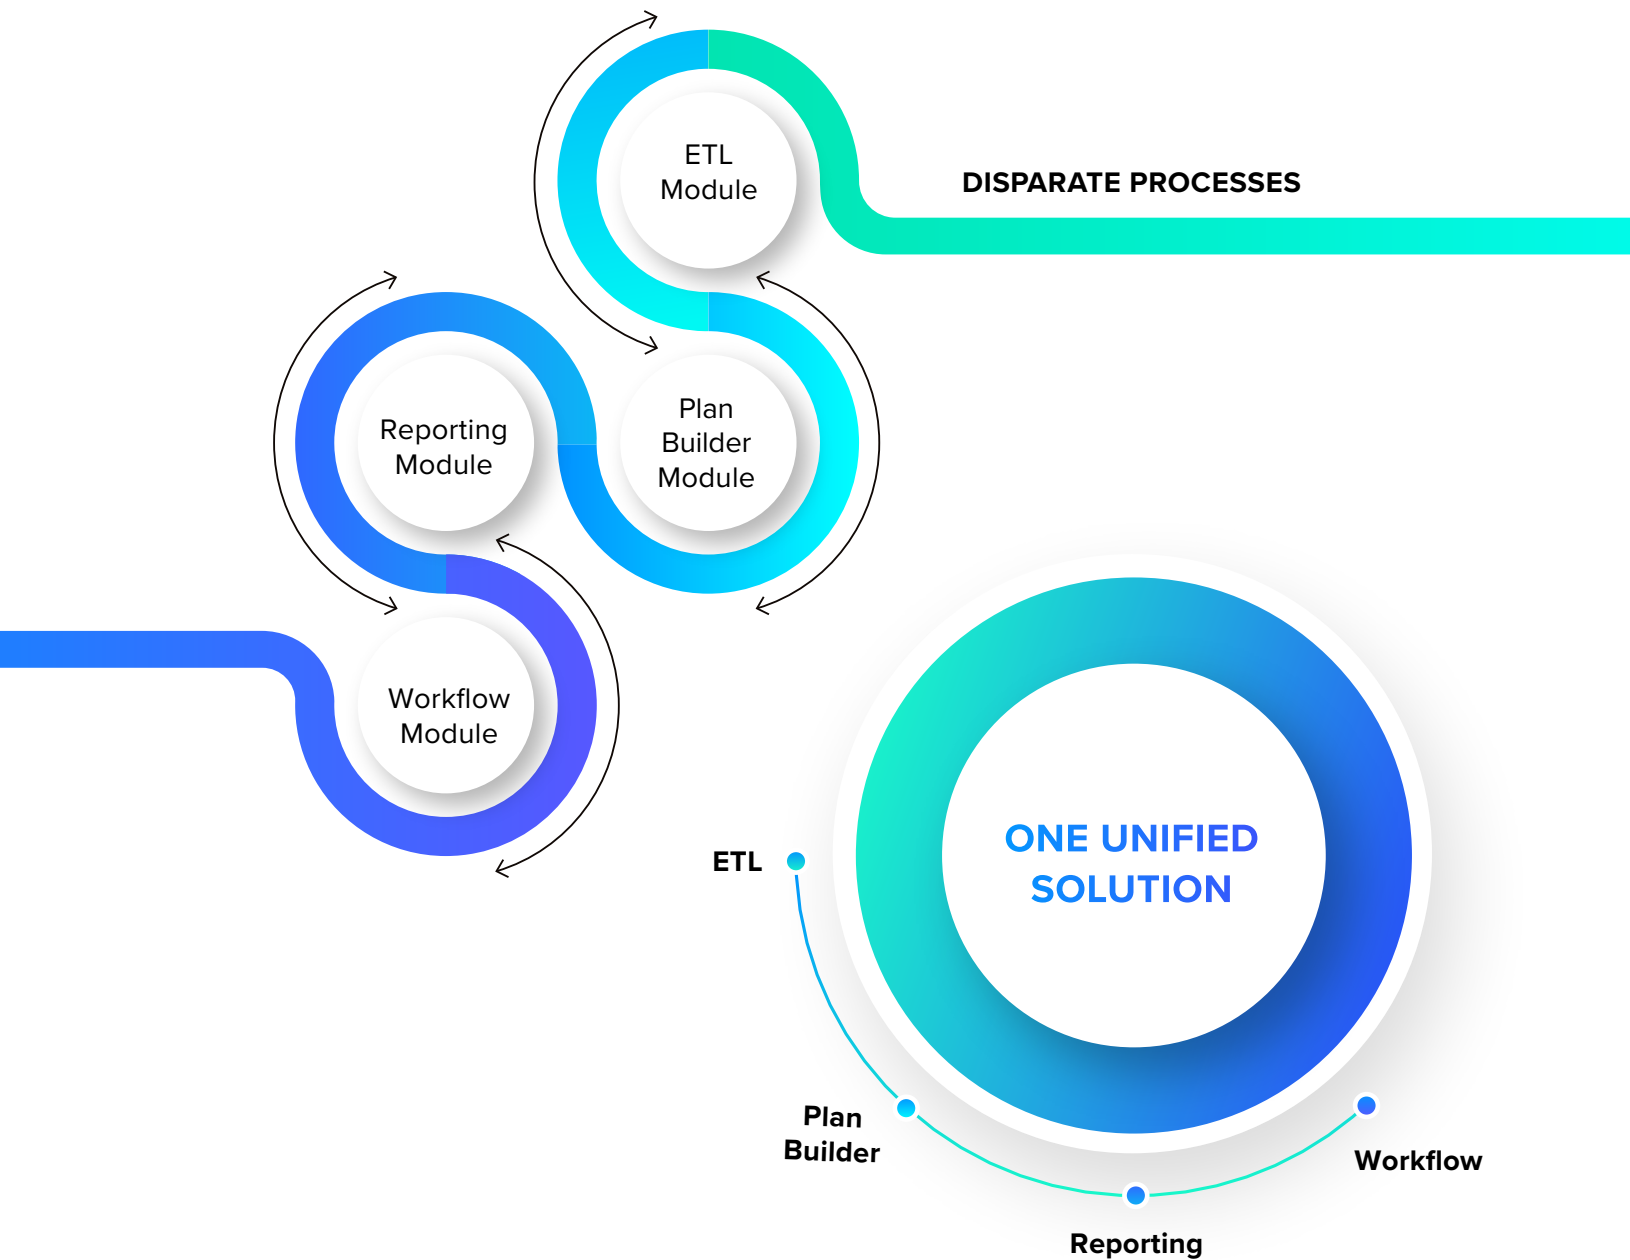 ETL
Module
DISPARATE PROCESSES
Reporting
Module
Plan
Builder
Module
Workflow
Module
ONE UNIFIED
SOLUTION
ETL
Plan
Builder
Reporting
Workflow